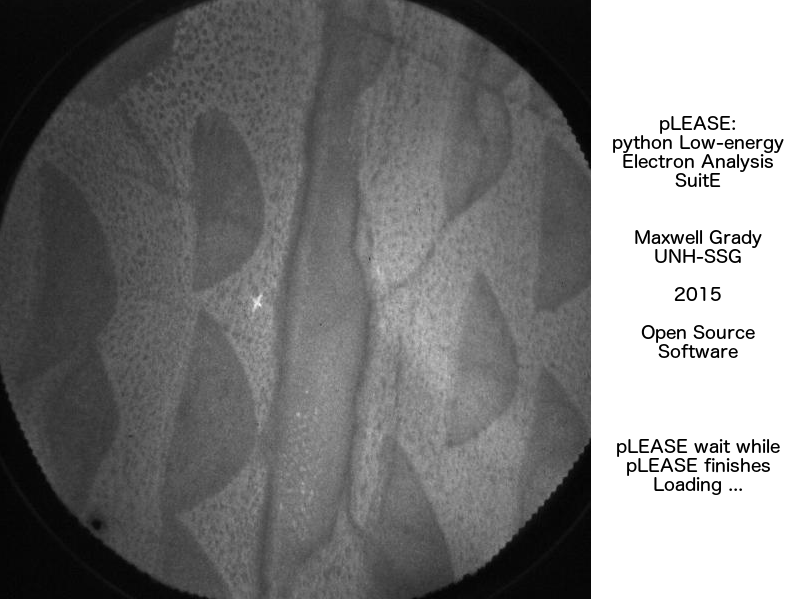 pLEASE:
python Low-energy
Electron Analysis
SuitE
Maxwell Grady
UNH-SSG
2015
Open Source
Software
pLEASE wait while
pLEASE finishes
Loading ...